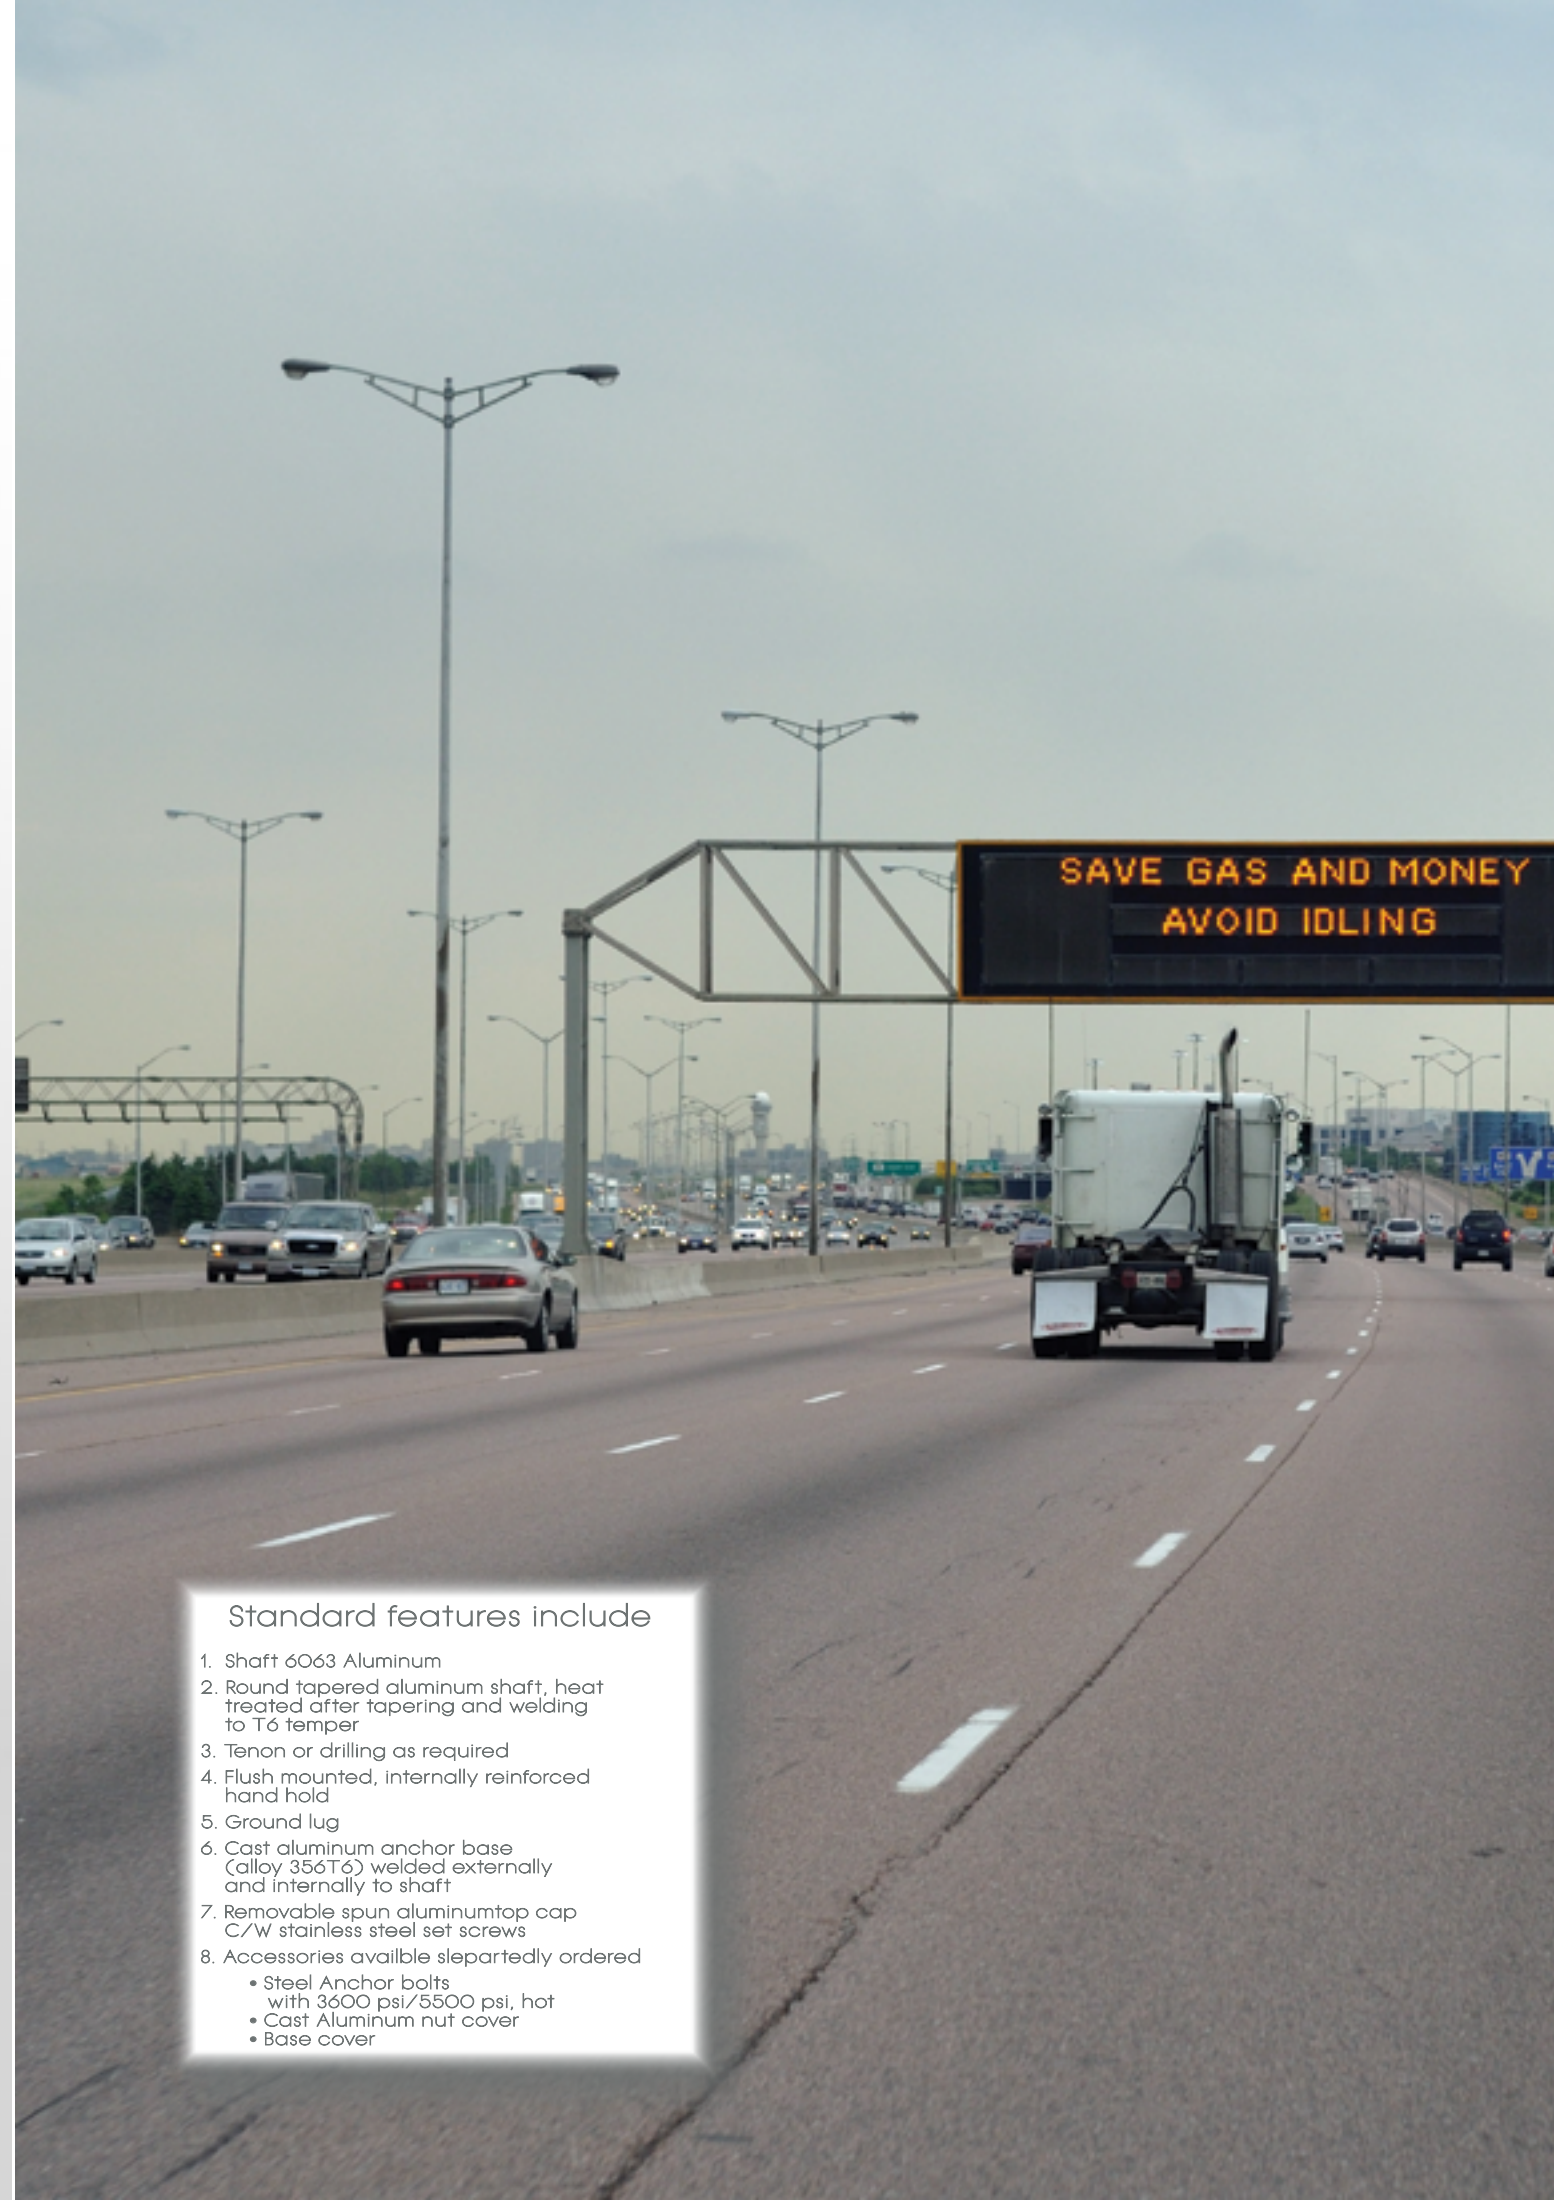 SAVE GAS AND MONEY
AVOID IDLING
Standard features include
1. Shaft 6063 Aluminum
2. Round tapered aluminum shaft, heat
treated after tapering and welding
to T6 temper
3. Tenon or drilling as required
4. Flush mounted, internally reinforced
hand hold
5. Ground lug
6. Cast aluminum anchor base
(alloy 356T6) welded externally
and internally to shaft
7. Removable spun aluminumtop cap
C/W stainless steel set screws
8. Accessories availble slepartedly ordered
• Steel Anchor bolts
with 3600 psi/5500 psi, hot
• Cast Aluminum nut cover
• Base cover